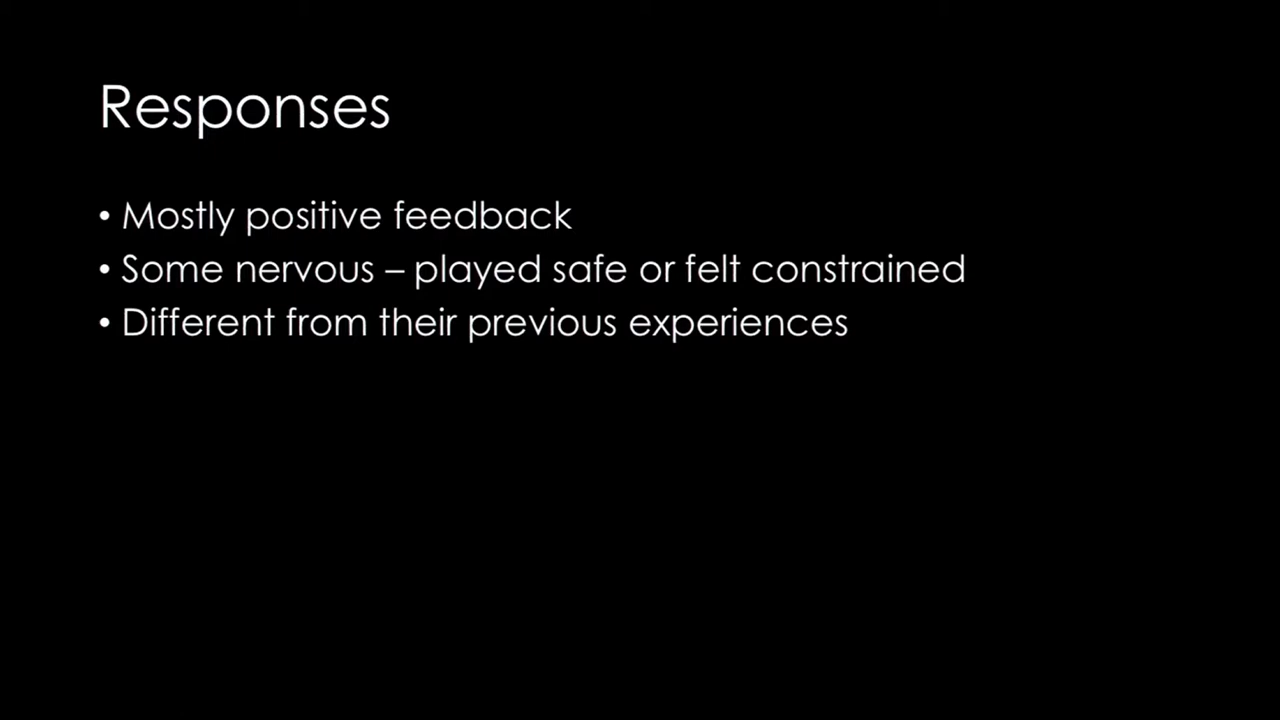 Responses
• Mostly positive feedback
• Some nervous – played safe or felt constrained
• Different from their previous experiences